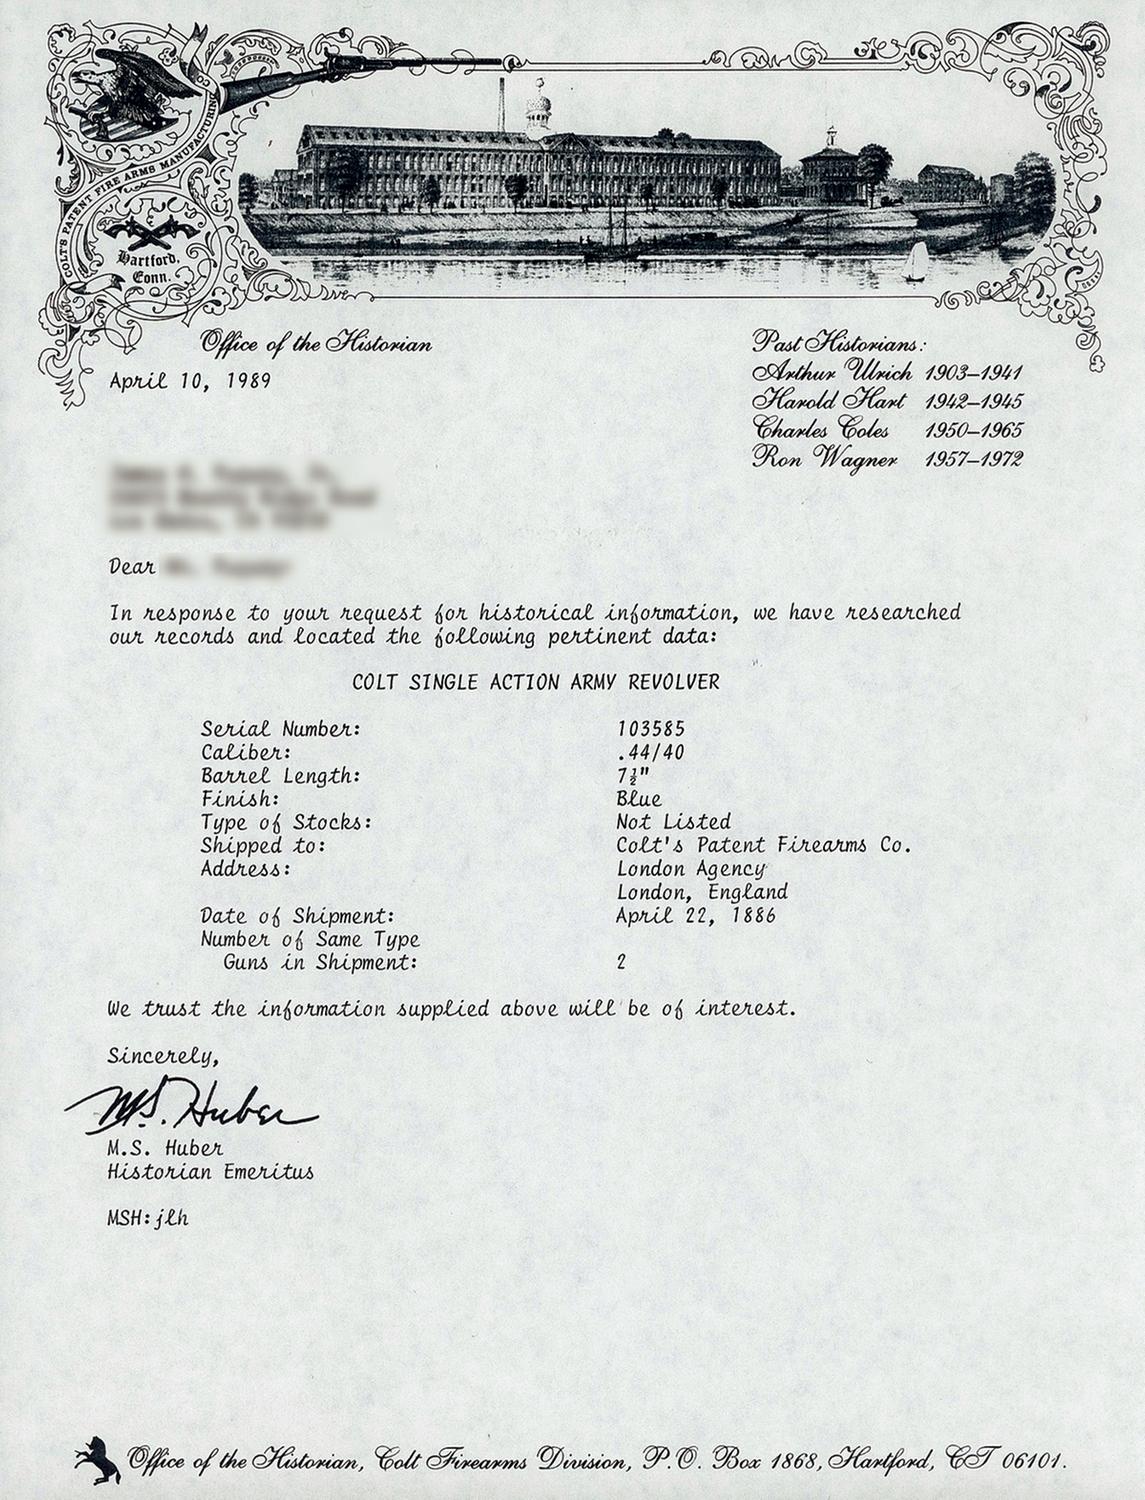 COLT'S PATENT FIRE ARMS MANUFACTURING CO
Hartford,
Conn.
Office of the Historian
April 10, 1989
Past Historians:
Arthur Ulrich 1903–1941
Harold Hart 1942–1945
Charles Coles 1950–1965
Ron Wagner 1957–1972
Dear
In response to your request for historical information, we have researched
our records and located the following pertinent data:
COLT SINGLE ACTION ARMY REVOLVER
Serial Number: 103585
Caliber: .44/40
Barrel Length: 7½"
Finish: Blue
Type of Stocks: Not Listed
Shipped to: Colt's Patent Firearms Co.
Address: London Agency
London, England
Date of Shipment: April 22, 1886
Number of Same Type
Guns in Shipment: 2
We trust the information supplied above will be of interest.
Sincerely,
M.S. Huber
M.S. Huber
Historian Emeritus
MSH:jlh
Office of the Historian, Colt Firearms Division, P.O. Box 1868, Hartford, CT 06101.